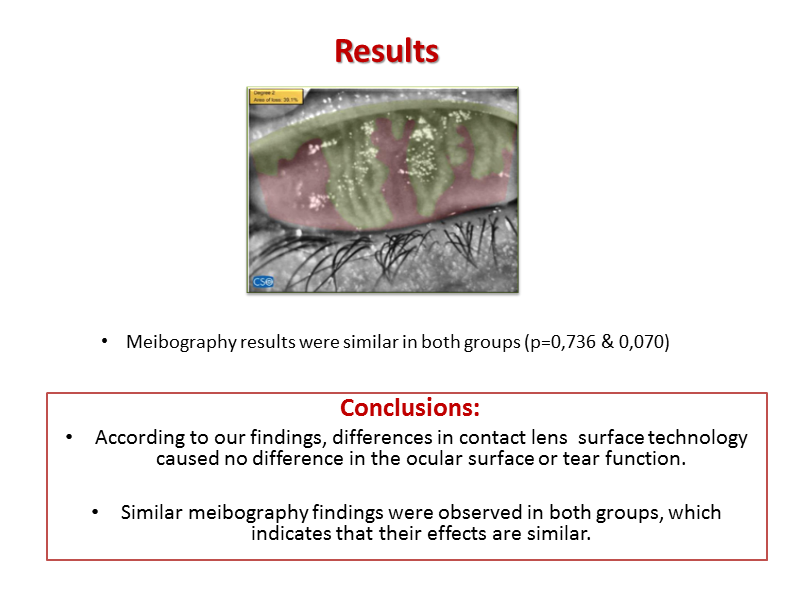 Results
Degree 2
Area of loss: 39.1%
CSO
• Meibography results were similar in both groups (p=0,736 & 0,070)
Conclusions:
• According to our findings, differences in contact lens surface technology
caused no difference in the ocular surface or tear function.
• Similar meibography findings were observed in both groups, which
indicates that their effects are similar.